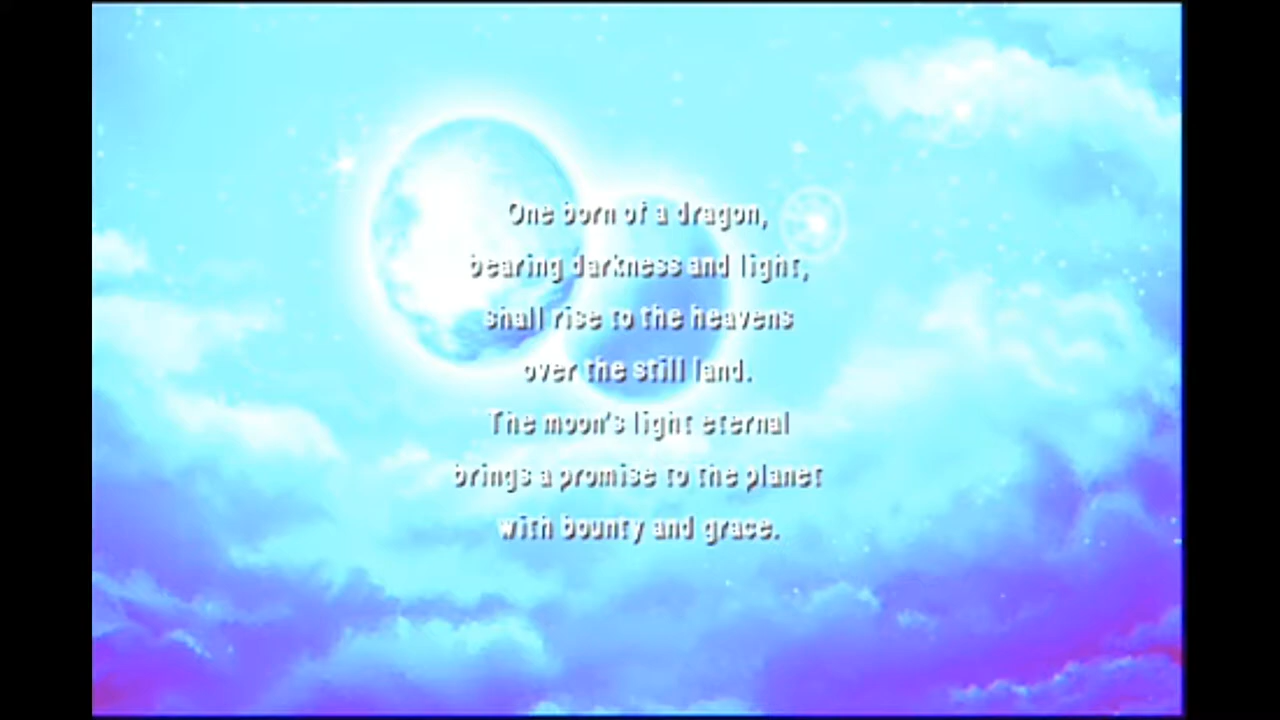 One born of a dragon,
bearing darkness and light,
shall rise to the heavens
over the still land.
The moon's light eternal
brings a promise to the planet
with bounty and grace.